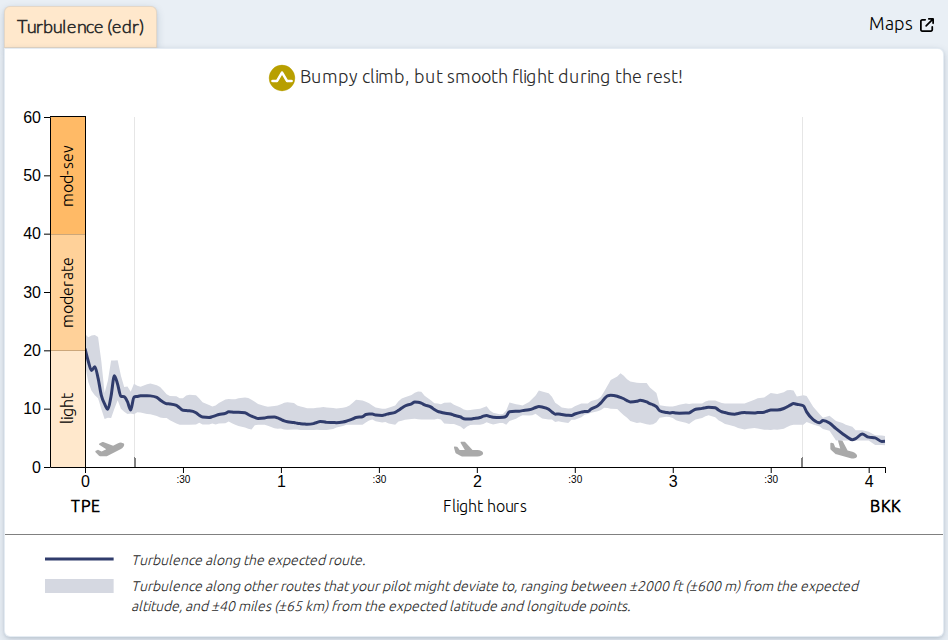 Turbulence (edr)
Maps
Bumpy climb, but smooth flight during the rest!
60
50
40
30
20
10
0
mod-sev
moderate
light
0 :30 1 :30 2 :30 3 :30 4
TPE Flight hours BKK
Turbulence along the expected route.
Turbulence along other routes that your pilot might deviate to, ranging between ±2000 ft (±600 m) from the expected
altitude, and ±40 miles (±65 km) from the expected latitude and longitude points.